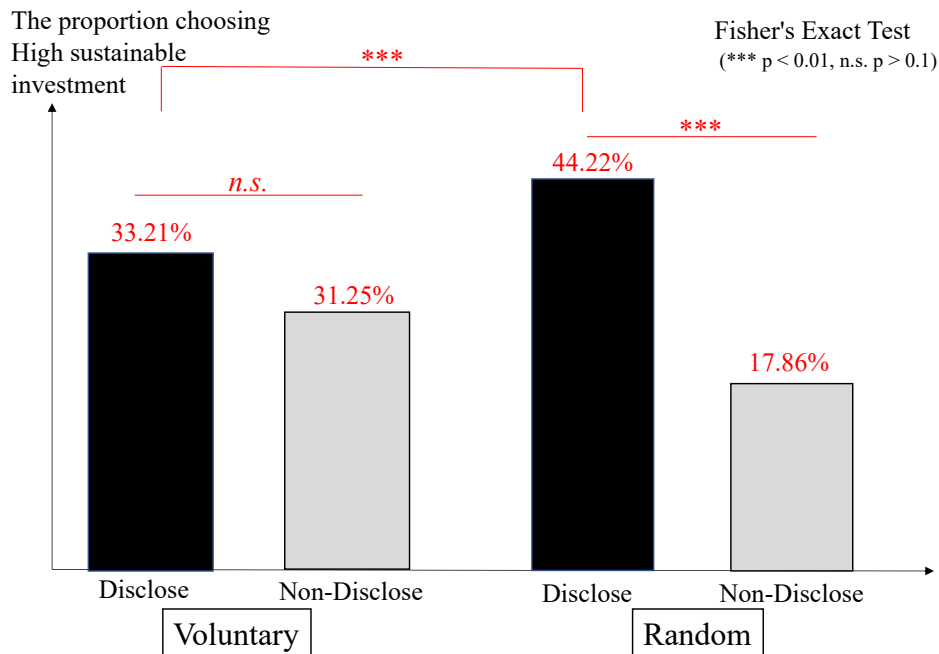 The proportion choosing
High sustainable
investment
Fisher's Exact Test
(*** p < 0.01, n.s. p > 0.1)
***
***
n.s.
33.21%
31.25%
44.22%
17.86%
Disclose
Non-Disclose
Disclose
Non-Disclose
Voluntary
Random